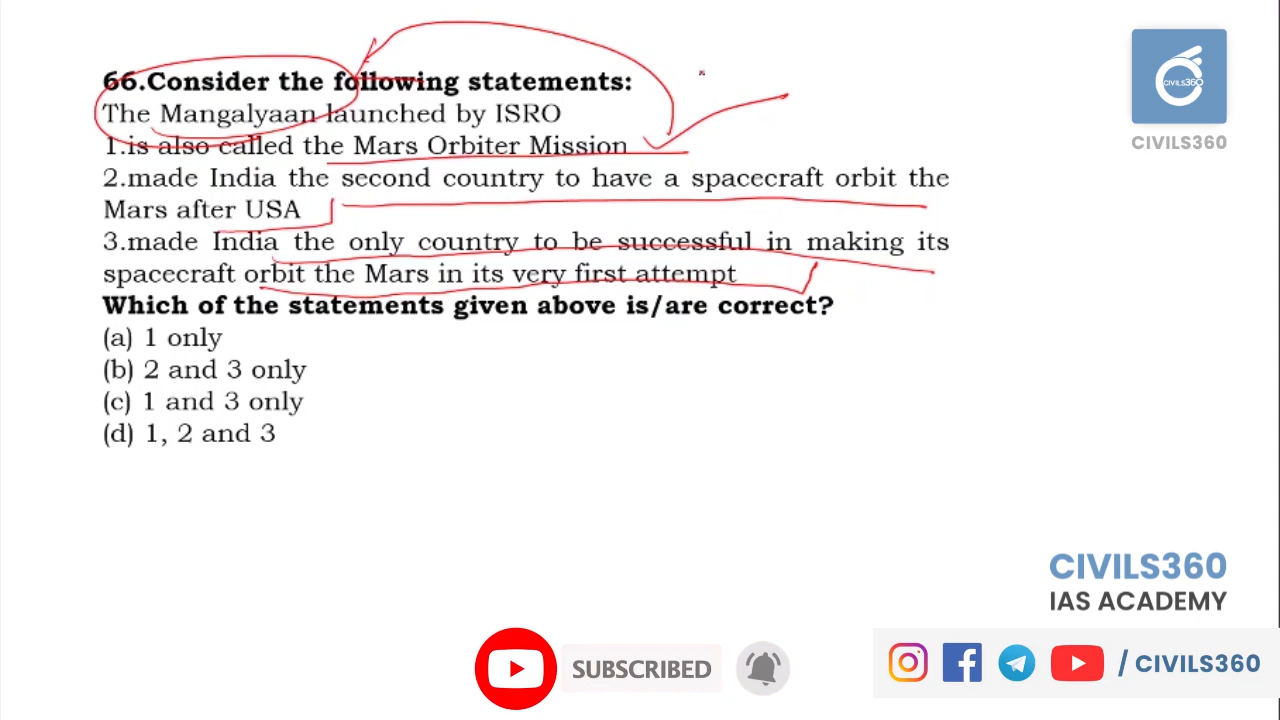 66.Consider the following statements:
The Mangalyaan launched by ISRO
1.is also called the Mars Orbiter Mission
2.made India the second country to have a spacecraft orbit the
Mars after USA
3.made India the only country to be successful in making its
spacecraft orbit the Mars in its very first attempt
Which of the statements given above is/are correct?
(a) 1 only
(b) 2 and 3 only
(c) 1 and 3 only
(d) 1, 2 and 3
CIVILS360
CIVILS360
CIVILS360
IAS ACADEMY
SUBSCRIBED
/ CIVILS360